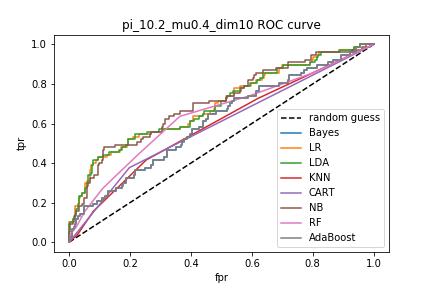 pi_10.2_mu0.4_dim10 ROC curve
tpr
1.0
0.8
0.6
0.4
0.2
0.0
random guess
Bayes
LR
LDA
KNN
CART
NB
RF
AdaBoost
0.0 0.2 0.4 0.6 0.8 1.0
fpr